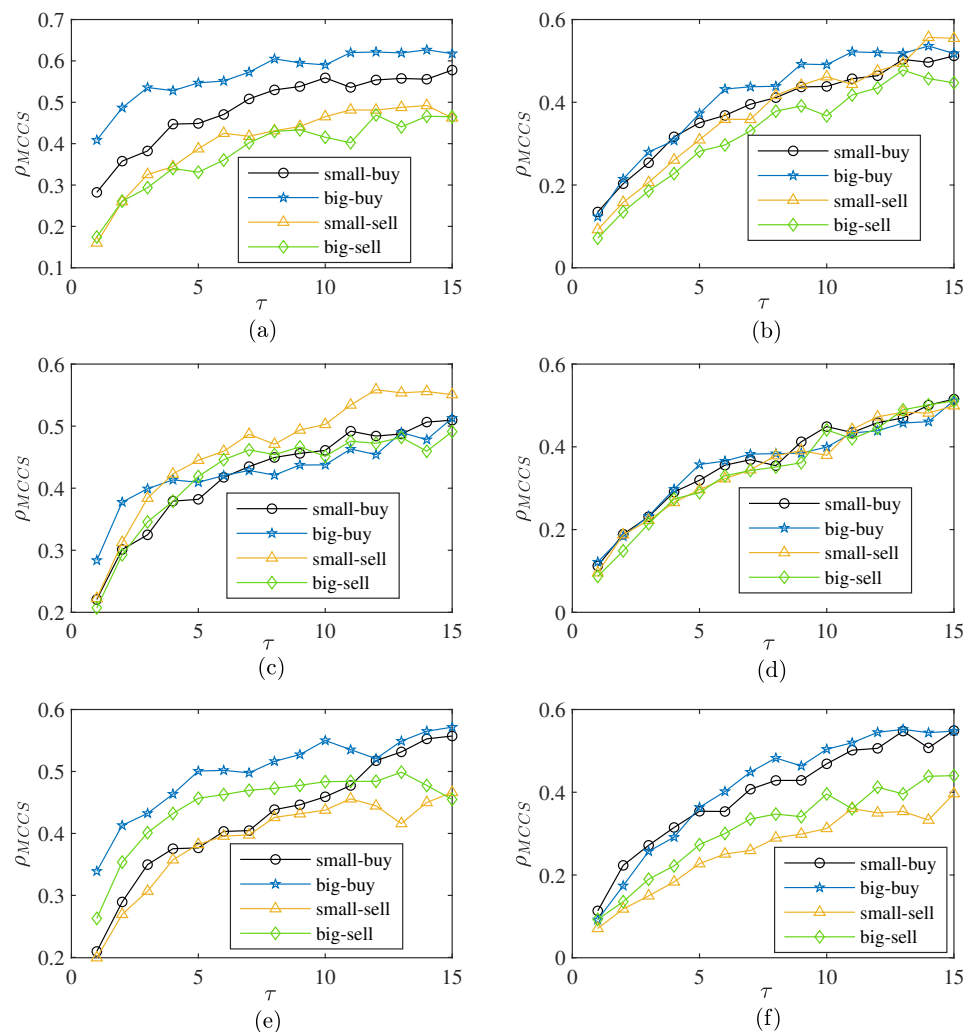 0.7
0.6
0.5
0.4
0.3
0.2
0.1
0
5
10
15
ρMCCS
τ
small-buy
big-buy
small-sell
big-sell
(a)
0.6
0.4
0.2
0
0
5
10
15
ρMCCS
τ
small-buy
big-buy
small-sell
big-sell
(b)
0.6
0.5
0.4
0.3
0.2
0
5
10
15
ρMCCS
τ
small-buy
big-buy
small-sell
big-sell
(c)
0.6
0.4
0.2
0
0
5
10
15
ρMCCS
τ
small-buy
big-buy
small-sell
big-sell
(d)
0.6
0.5
0.4
0.3
0.2
0
5
10
15
ρMCCS
τ
small-buy
big-buy
small-sell
big-sell
(e)
0.6
0.4
0.2
0
0
5
10
15
ρMCCS
τ
small-buy
big-buy
small-sell
big-sell
(f)